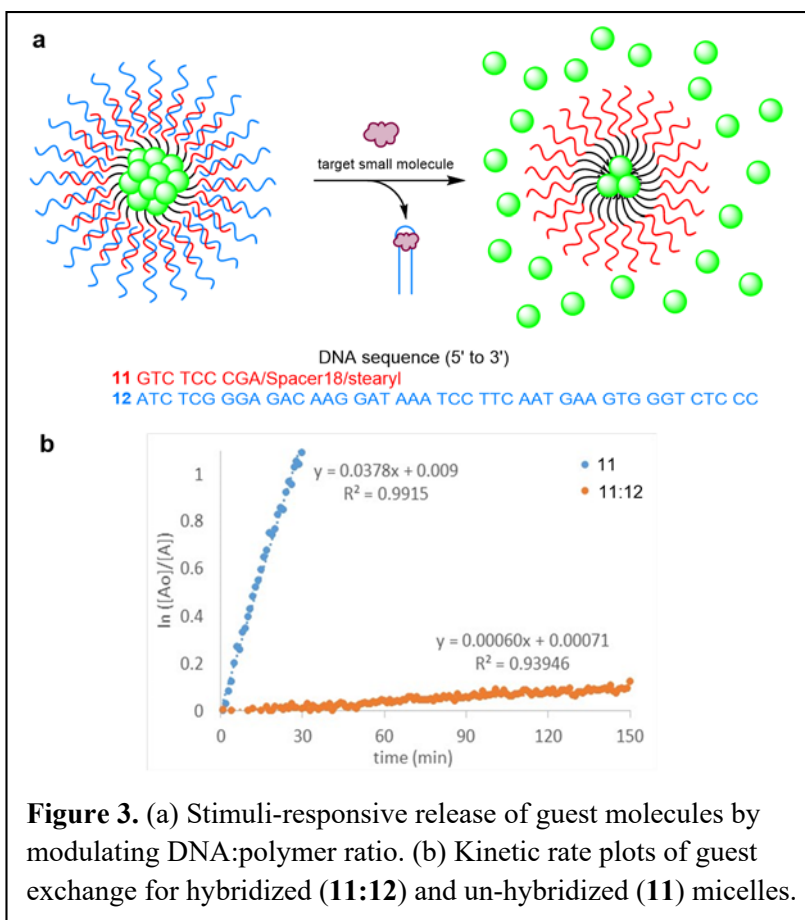 a
target small molecule
DNA sequence (5' to 3')
11 GTC TCC CGA/Spacer18/stearyl
12 ATC TCG GGA GAC AAG GAT AAA TCC TTC AAT GAA GTG GGT CTC CC
b
ln ([Ao]/[A])
1
0.8
0.6
0.4
0.2
0
y = 0.0378x + 0.009
R² = 0.9915
11
11:12
y = 0.00060x + 0.00071
R² = 0.93946
0 30 60 90 120 150
time (min)
Figure 3. (a) Stimuli-responsive release of guest molecules by
modulating DNA:polymer ratio. (b) Kinetic rate plots of guest
exchange for hybridized (11:12) and un-hybridized (11) micelles.